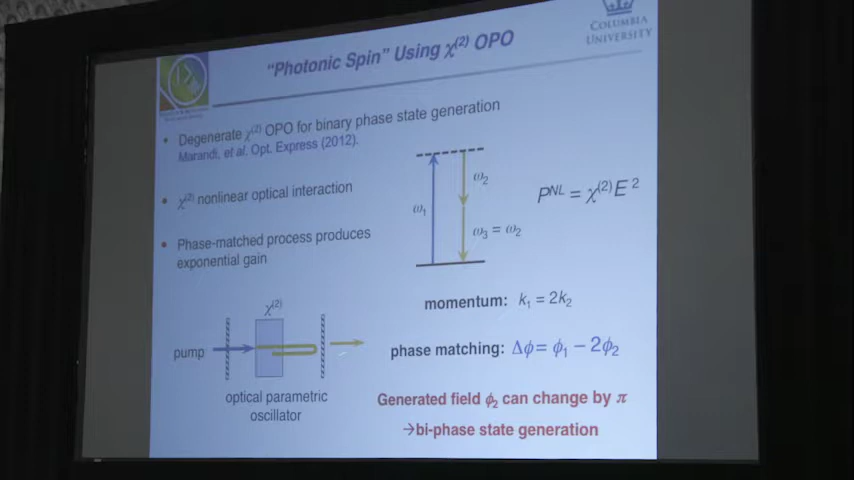 "Photonic Spin" Using χ(2) OPO
COLUMBIA
UNIVERSITY
• Degenerate χ(2) OPO for binary phase state generation
Marandi, et al. Opt. Express (2012).
• χ(2) nonlinear optical interaction
• Phase-matched process produces
exponential gain
ω1
ω2
ω3 = ω2
PNL = χ(2)E 2
momentum: k1 = 2k2
phase matching: Δϕ = ϕ1 − 2ϕ2
Generated field ϕ2 can change by π
→bi-phase state generation
χ(2)
pump
optical parametric
oscillator